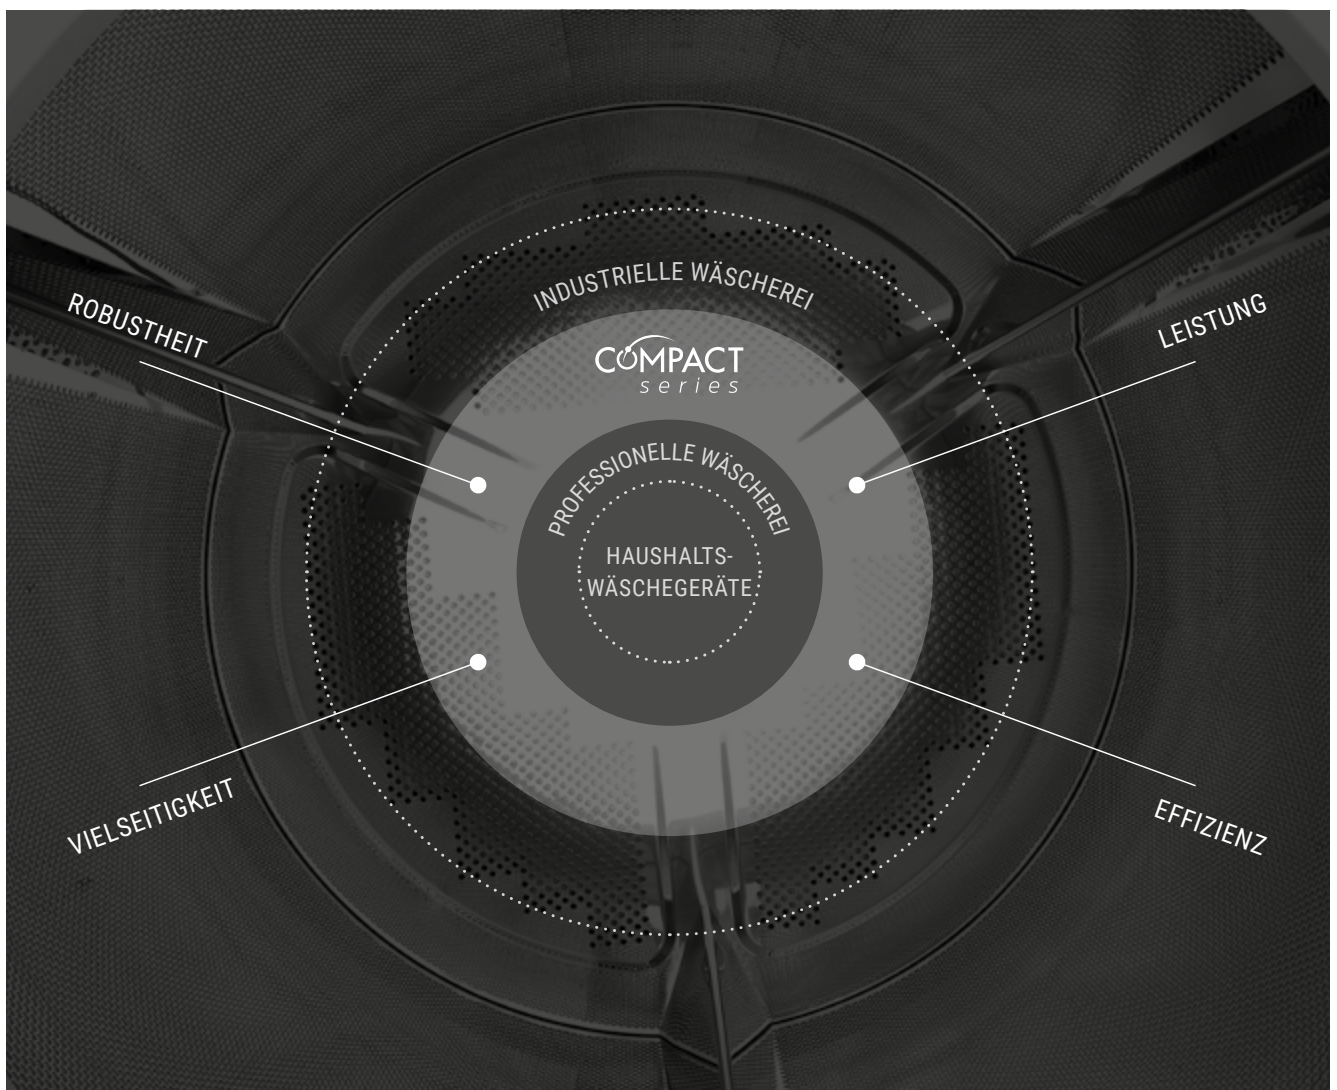 INDUSTRIELLE WÄSCHEREI
ROBUSTHEIT
LEISTUNG
COMPACT
series
PROFESSIONELLE WÄSCHEREI
HAUSHALTS-
WÄSCHEGERÄTE
VIELSEITIGKEIT
EFFIZIENZ